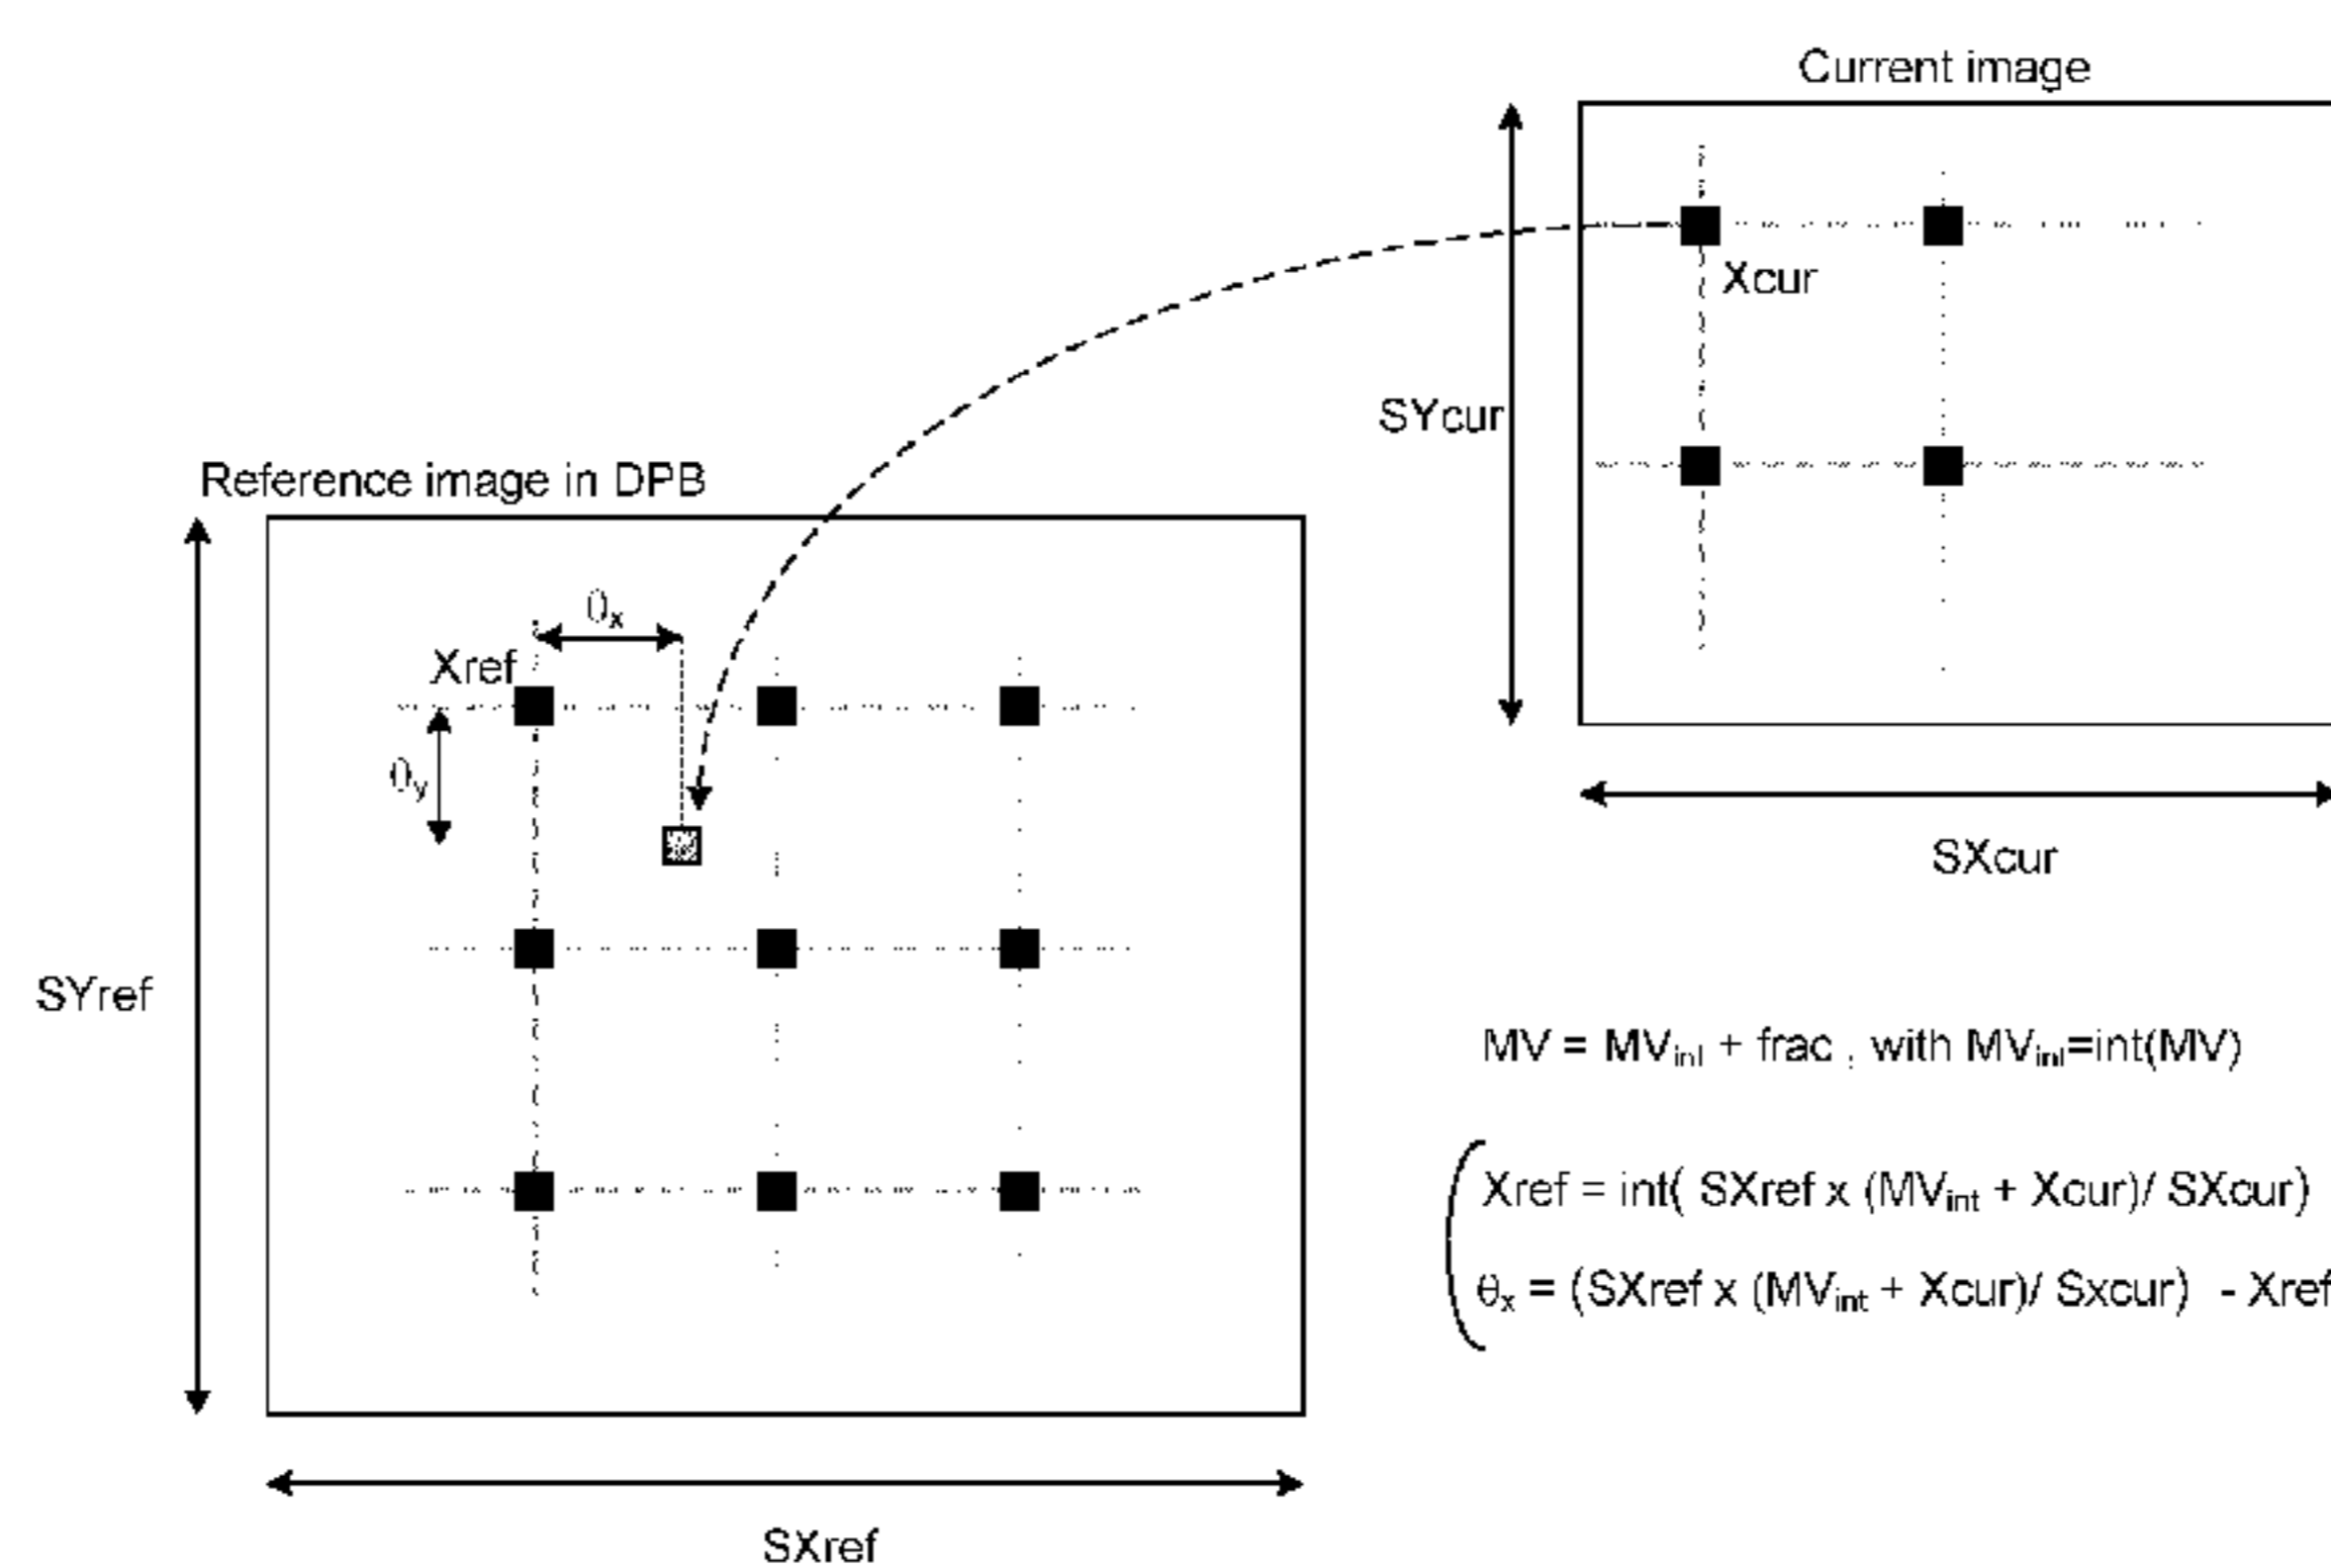 Current image
Xcur
SYcur
Reference image in DPB
θx
Xref
θy
SXcur
SYref
MV = MVint + frac , with MVint=int(MV)
Xref = int( SXref x (MVint + Xcur)/ SXcur)
θx = (SXref x (MVint + Xcur)/ Sxcur) - Xref
SXref